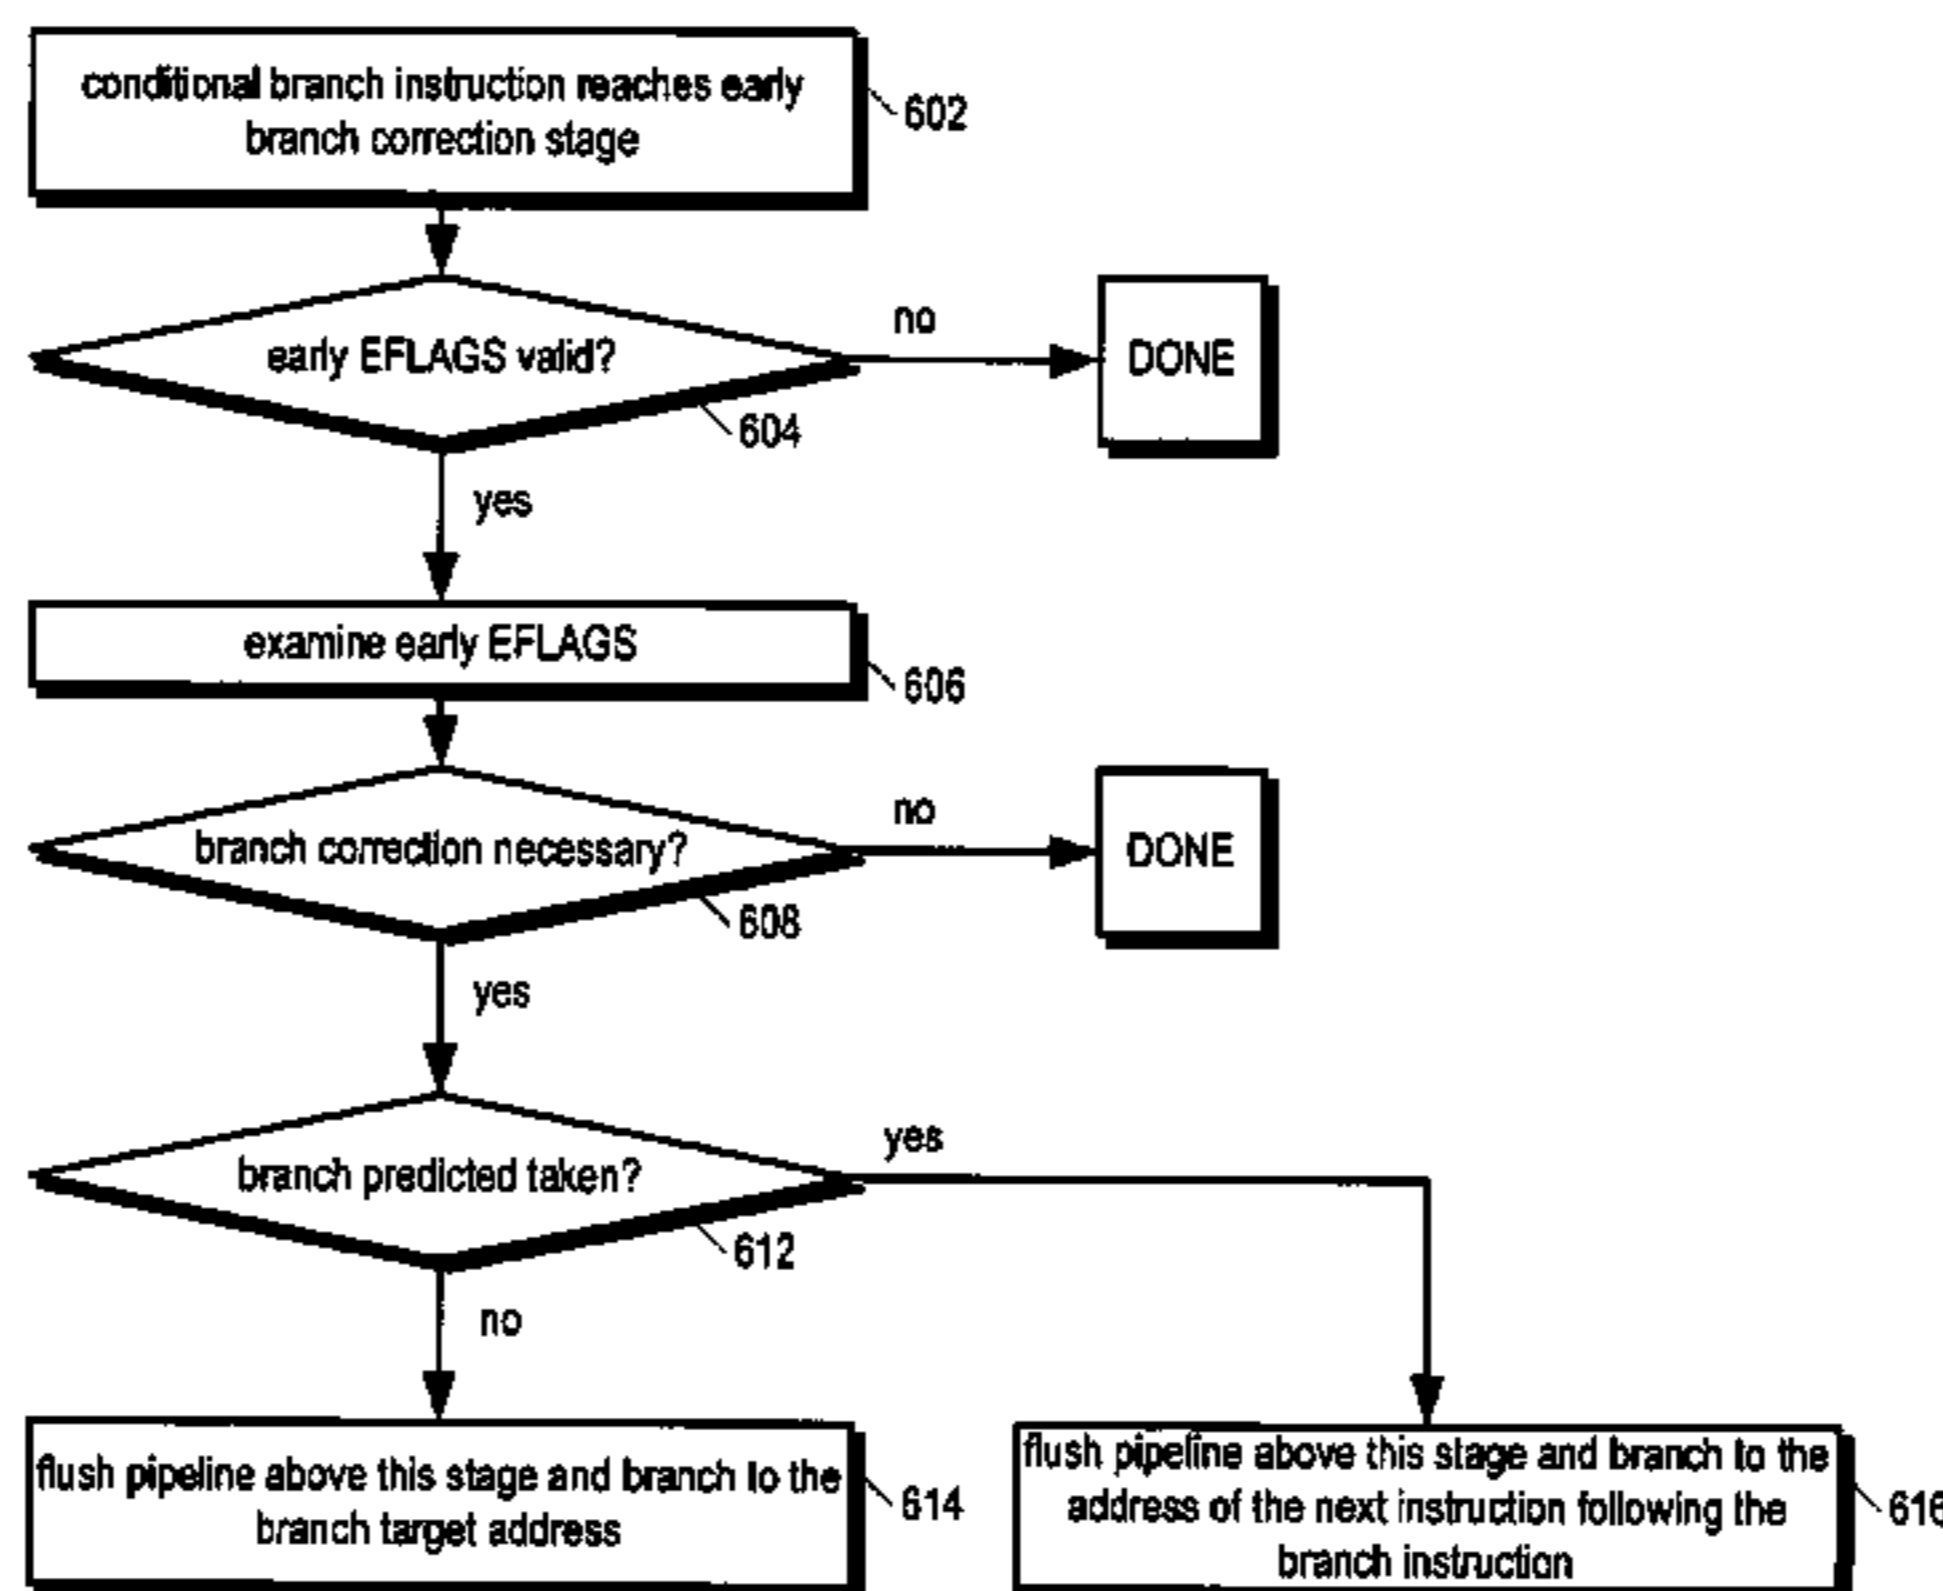 conditional branch instruction reaches early
branch correction stage
602
early EFLAGS valid?
no
DONE
604
yes
examine early EFLAGS
606
branch correction necessary?
no
DONE
608
yes
branch predicted taken?
yes
612
no
flush pipeline above this stage and branch to the
branch target address
614
flush pipeline above this stage and branch to the
address of the next instruction following the
branch instruction
616